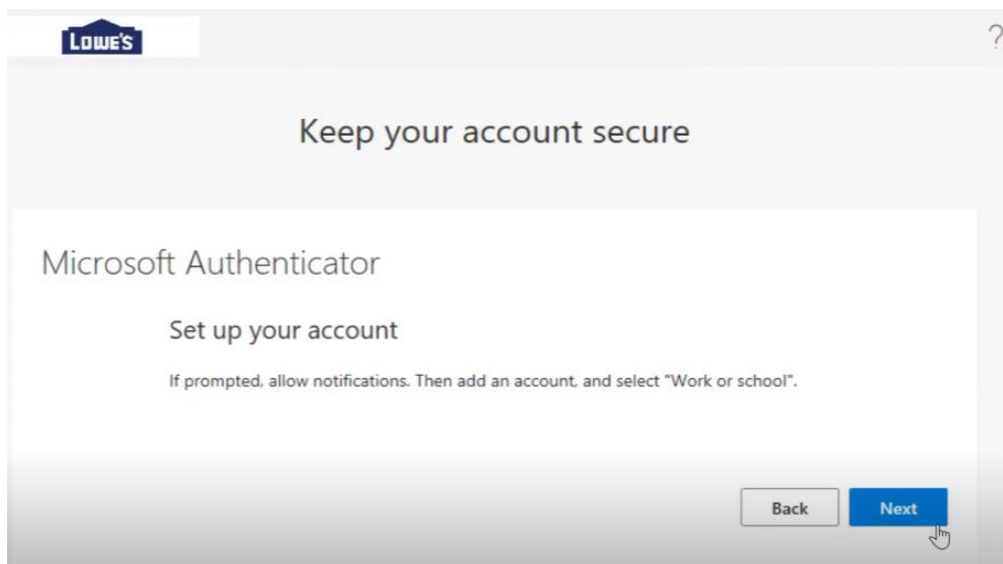 LOWE'S
?
Keep your account secure
Microsoft Authenticator
Set up your account
If prompted, allow notifications. Then add an account, and select "Work or school".
Back Next